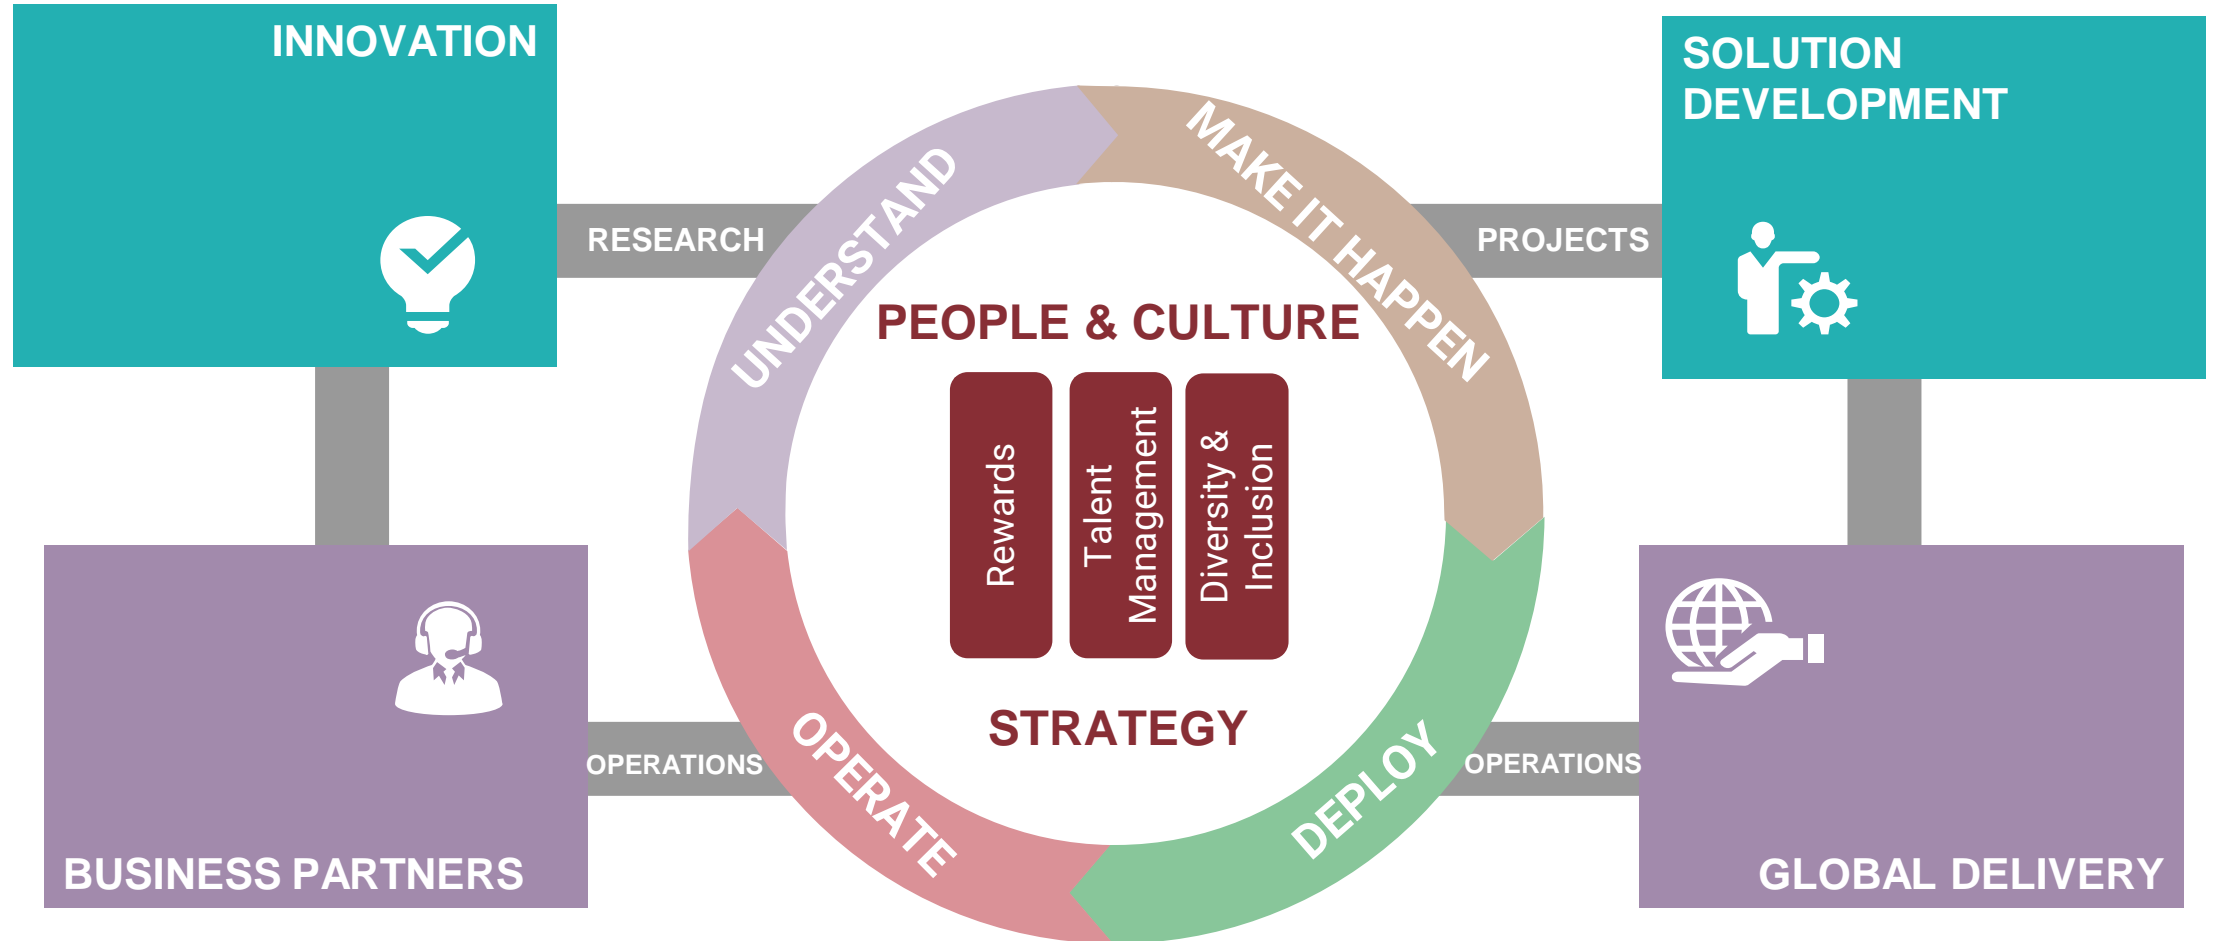 INNOVATION
SOLUTION
DEVELOPMENT
RESEARCH
PROJECTS
UNDERSTAND
MAKE IT HAPPEN
PEOPLE & CULTURE
Rewards
Talent
Management
Diversity &
Inclusion
STRATEGY
OPERATE
DEPLOY
OPERATIONS
OPERATIONS
BUSINESS PARTNERS
GLOBAL DELIVERY